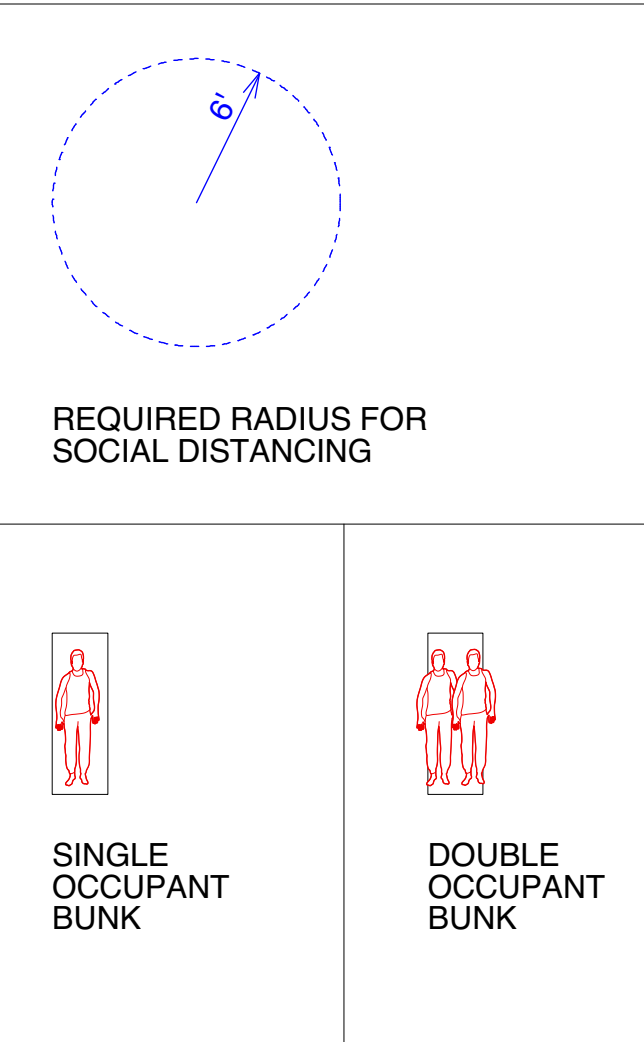 6'
REQUIRED RADIUS FOR
SOCIAL DISTANCING
SINGLE
OCCUPANT
BUNK
DOUBLE
OCCUPANT
BUNK